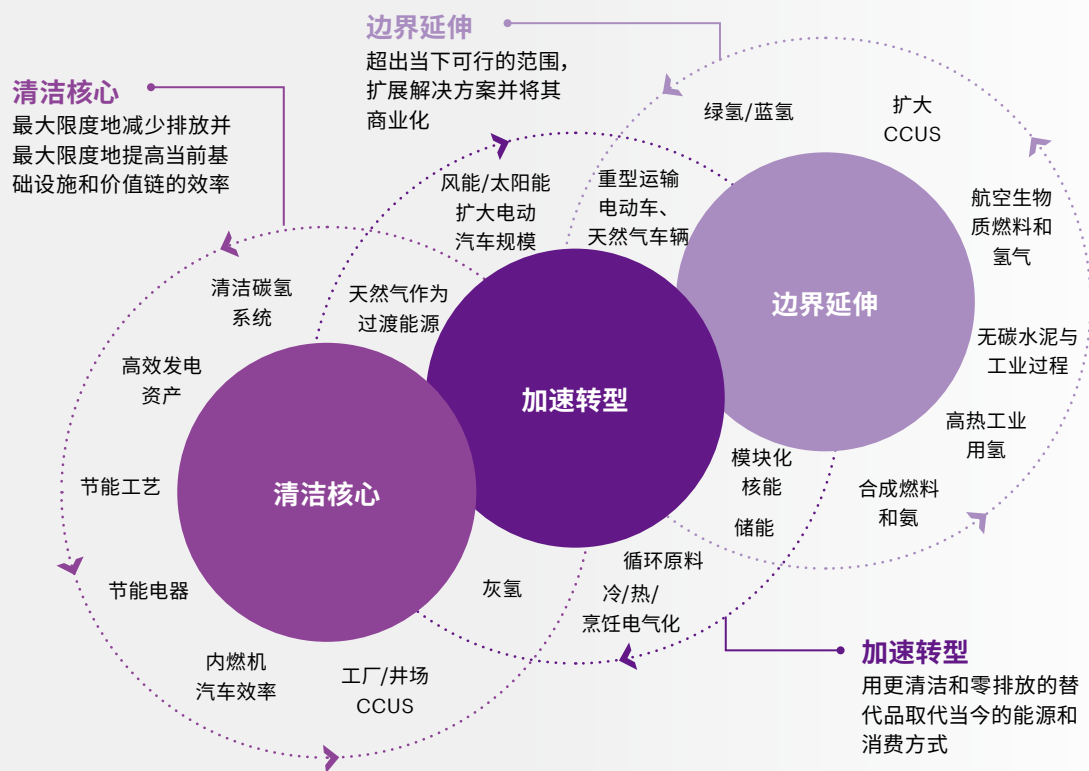 边界延伸
超出当下可行的范围，
扩展解决方案并将其
商业化
清洁核心
最大限度地减少排放并
最大限度地提高当前基
础设施和价值链的效率
绿氢/蓝氢
扩大
CCUS
风能/太阳能
扩大电动
汽车规模
重型运输
电动车、
天然气车辆
航空生物
质燃料和
氢气
清洁碳氢
系统
天然气作为
过渡能源
边界延伸
无碳水泥与
工业过程
高效发电
资产
加速转型
高热工业
用氢
节能工艺
清洁核心
模块化
核能
合成燃料
和氨
储能
节能电器
灰氢
循环原料
冷/热/
烹饪电气化
内燃机
汽车效率
工厂/井场
CCUS
加速转型
用更清洁和零排放的替
代品取代当今的能源和
消费方式